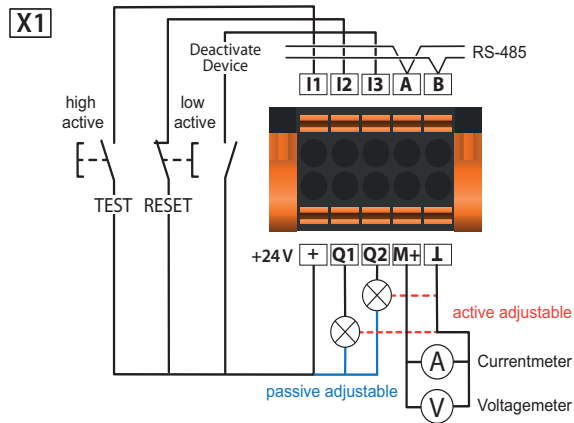 X1
Deactivate
Device
RS-485
I1 I2 I3 A B
high
active
low
active
TEST RESET
+24 V + Q1 Q2 M+ ⊥
active adjustable
A Currentmeter
passive adjustable
V Voltagemeter